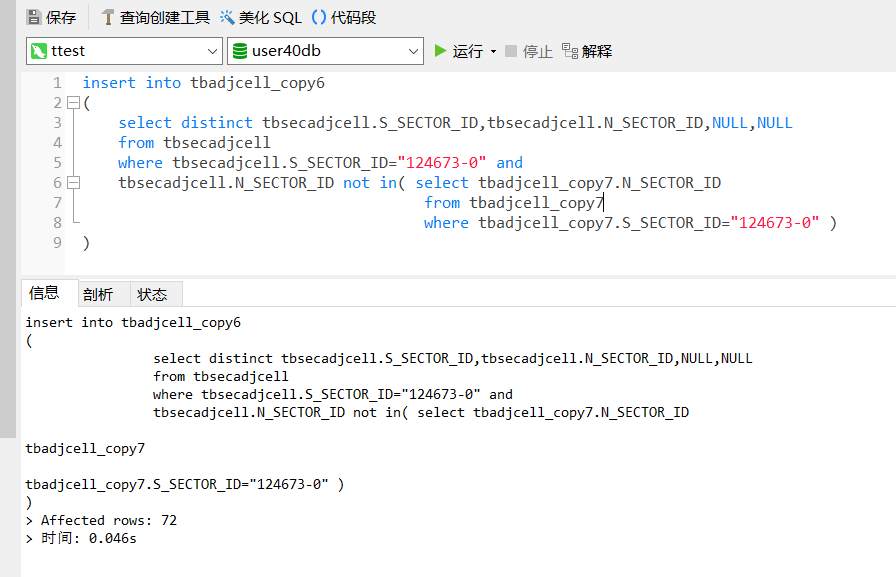 保存 查询创建工具 美化 SQL () 代码段
ttest user40db 运行 停止 解释
1 insert into tbadjcell_copy6
2 (
3 select distinct tbsecadjcell.S_SECTOR_ID,tbsecadjcell.N_SECTOR_ID,NULL,NULL
4 from tbsecadjcell
5 where tbsecadjcell.S_SECTOR_ID="124673-0" and
6 tbsecadjcell.N_SECTOR_ID not in( select tbadjcell_copy7.N_SECTOR_ID
7 from tbadjcell_copy7
8 where tbadjcell_copy7.S_SECTOR_ID="124673-0" )
9 )
信息 剖析 状态
insert into tbadjcell_copy6
(
select distinct tbsecadjcell.S_SECTOR_ID,tbsecadjcell.N_SECTOR_ID,NULL,NULL
from tbsecadjcell
where tbsecadjcell.S_SECTOR_ID="124673-0" and
tbsecadjcell.N_SECTOR_ID not in( select tbadjcell_copy7.N_SECTOR_ID
tbadjcell_copy7
tbadjcell_copy7.S_SECTOR_ID="124673-0" )
)
> Affected rows: 72
> 时间: 0.046s